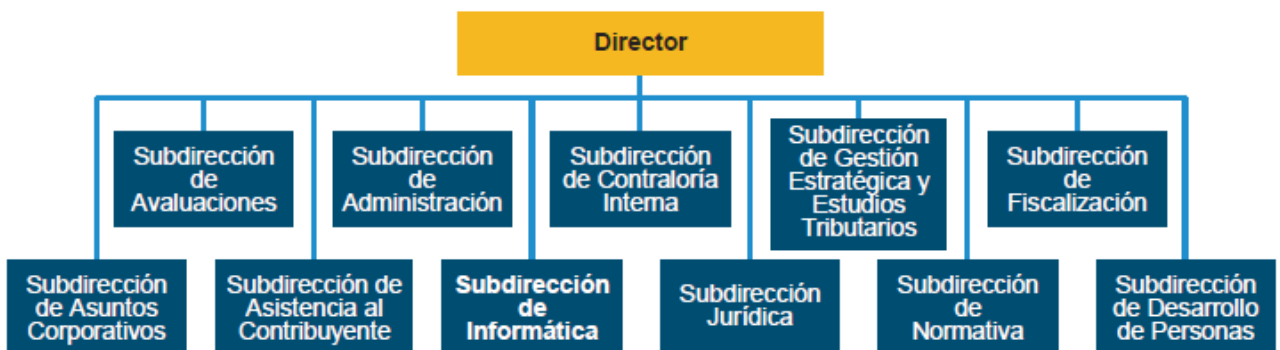 Director
Subdirección
de
Avaluaciones
Subdirección
de
Administración
Subdirección
de Contraloría
Interna
Subdirección
de Gestión
Estratégica y
Estudios
Tributarios
Subdirección
de
Fiscalización
Subdirección
de Asuntos
Corporativos
Subdirección de
Asistencia al
Contribuyente
Subdirección
de
Informática
Subdirección
Jurídica
Subdirección
de
Normativa
Subdirección
de Desarrollo
de Personas